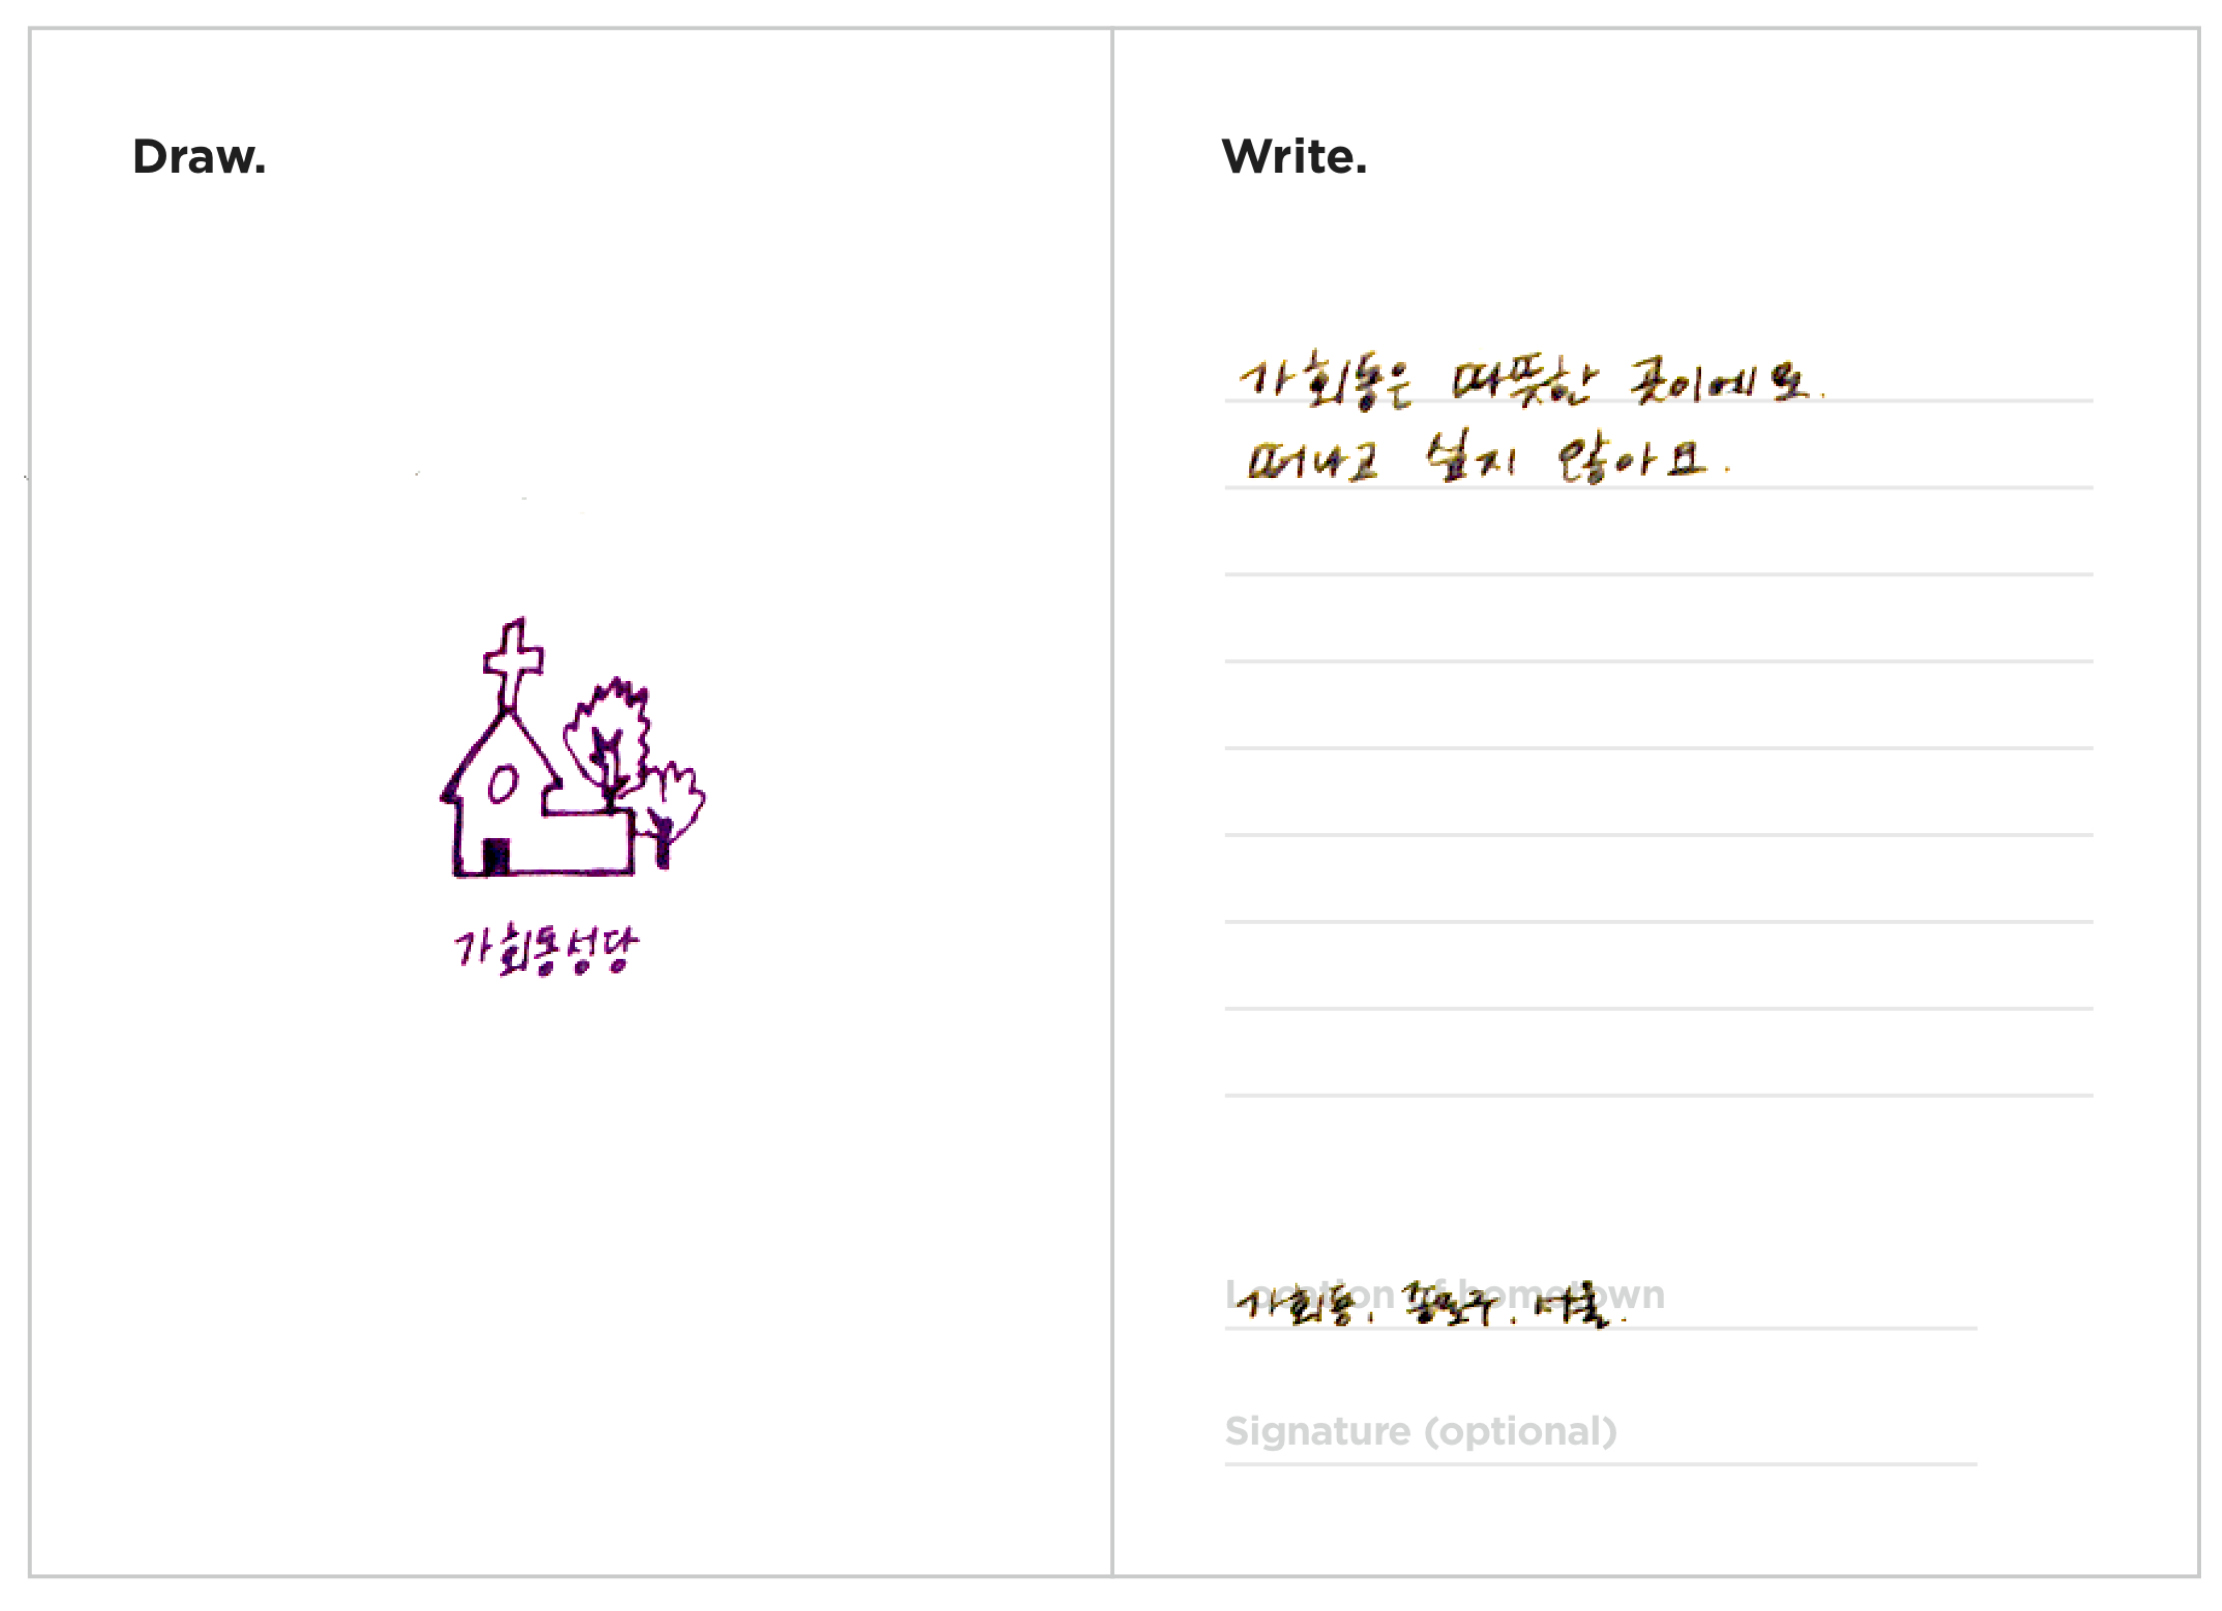 Draw.
가회동성당
Write.
가회동은 따뜻한 곳이에요.
떠나고 싶지 않아요.
Location of hometown
가회동, 종로구, 서울.
Signature (optional)